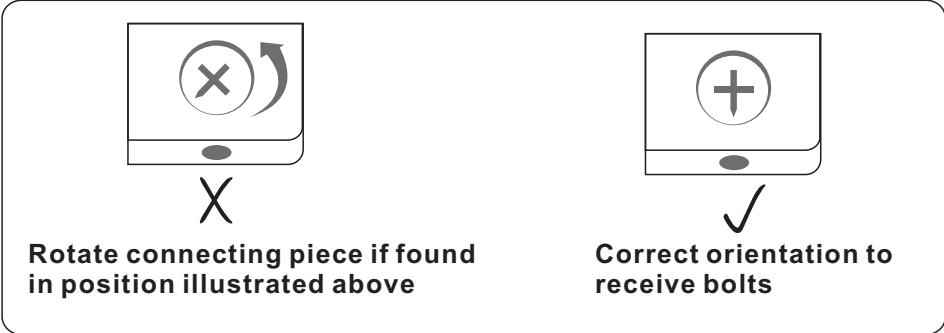 Rotate connecting piece if found
in position illustrated above
Correct orientation to
receive bolts